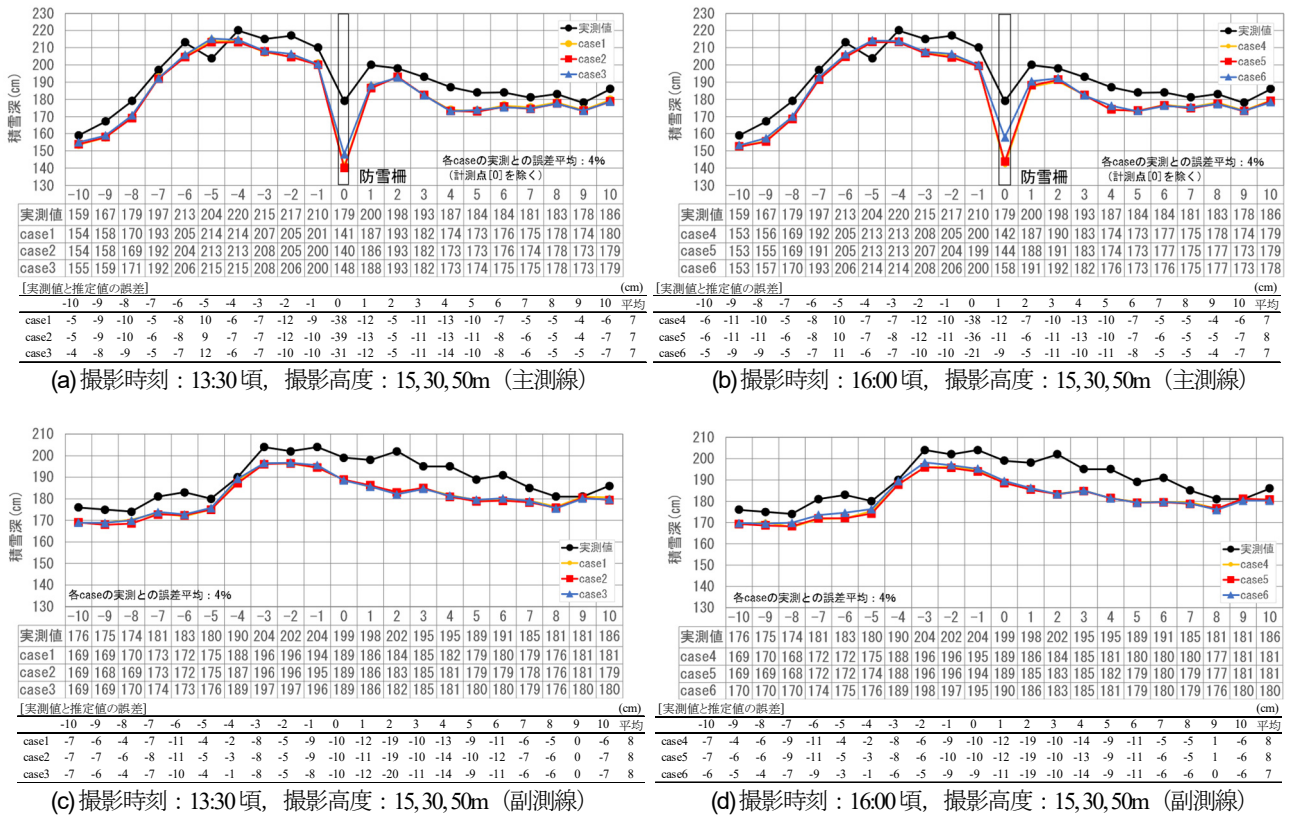 230
220
210
200
190
180
170
160
150
140
130
積雪深(cm)
実測値
case1
case2
case3
防雪柵
各caseの実測との誤差平均：4%
（計測点[0]を除く）
-10 -9 -8 -7 -6 -5 -4 -3 -2 -1 0 1 2 3 4 5 6 7 8 9 10
実測値 159 167 179 197 213 204 220 215 217 210 179 200 198 193 187 184 184 181 183 178 186
case1 154 158 170 193 205 214 214 207 205 201 141 187 193 182 174 173 176 175 178 174 180
case2 154 158 169 192 204 213 213 208 205 200 140 186 193 182 173 173 176 174 178 173 179
case3 155 159 171 192 206 215 215 208 206 200 148 188 193 182 173 174 175 175 178 173 179
[実測値と推定値の誤差] (cm)
-10 -9 -8 -7 -6 -5 -4 -3 -2 -1 0 1 2 3 4 5 6 7 8 9 10 平均
case1 -5 -9 -10 -5 -8 10 -6 -7 -12 -9 -38 -12 -5 -11 -13 -10 -7 -5 -5 -4 -6 7
case2 -5 -9 -10 -6 -8 9 -7 -7 -12 -10 -39 -13 -5 -11 -13 -11 -8 -6 -5 -4 -7 7
case3 -4 -8 -9 -5 -7 12 -6 -7 -10 -10 -31 -12 -5 -11 -14 -10 -8 -6 -5 -5 -7 7
(a) 撮影時刻：13:30頃，撮影高度：15,30,50m（主測線）
230
220
210
200
190
180
170
160
150
140
130
積雪深(cm)
実測値
case4
case5
case6
防雪柵
各caseの実測との誤差平均：4%
（計測点[0]を除く）
-10 -9 -8 -7 -6 -5 -4 -3 -2 -1 0 1 2 3 4 5 6 7 8 9 10
実測値 159 167 179 197 213 204 220 215 217 210 179 200 198 193 187 184 184 181 183 178 186
case4 153 156 169 191 205 213 213 208 205 200 142 187 190 183 174 173 177 175 178 174 179
case5 153 155 169 191 205 213 213 207 204 199 144 188 191 183 174 173 176 175 177 173 179
case6 153 157 170 193 206 214 214 208 206 200 158 191 192 182 176 173 176 175 177 173 178
[実測値と推定値の誤差] (cm)
-10 -9 -8 -7 -6 -5 -4 -3 -2 -1 0 1 2 3 4 5 6 7 8 9 10 平均
case4 -6 -11 -10 -5 -8 10 -7 -7 -12 -10 -38 -12 -7 -10 -13 -10 -7 -5 -5 -4 -6 7
case5 -6 -11 -11 -6 -8 10 -7 -8 -12 -10 -36 -11 -6 -11 -13 -10 -7 -6 -5 -5 -7 8
case6 -5 -9 -9 -5 -7 11 -6 -7 -10 -10 -21 -9 -5 -11 -10 -11 -8 -5 -5 -4 -7 7
(b) 撮影時刻：16:00頃，撮影高度：15,30,50m（主測線）
210
200
190
180
170
160
150
140
130
積雪深(cm)
実測値
case1
case2
case3
各caseの実測との誤差平均：4%
-10 -9 -8 -7 -6 -5 -4 -3 -2 -1 0 1 2 3 4 5 6 7 8 9 10
実測値 176 175 174 181 183 180 190 204 202 204 199 198 202 195 195 189 191 185 181 181 186
case1 169 169 170 173 172 175 188 196 196 194 189 186 184 185 182 179 180 179 176 181 181
case2 169 168 169 173 172 175 187 196 196 195 189 186 183 185 181 179 179 178 176 181 179
case3 169 169 170 174 173 176 189 197 197 196 189 186 182 185 181 180 180 179 176 180 180
[実測値と推定値の誤差] (cm)
-10 -9 -8 -7 -6 -5 -4 -3 -2 -1 0 1 2 3 4 5 6 7 8 9 10 平均
case1 -7 -6 -4 -7 -11 -4 -2 -8 -5 -9 -10 -12 -19 -10 -13 -9 -11 -6 -5 0 -6 8
case2 -7 -7 -6 -8 -11 -5 -3 -8 -5 -9 -10 -11 -19 -10 -14 -10 -12 -7 -6 0 -7 8
case3 -7 -6 -4 -7 -10 -4 -1 -8 -5 -8 -10 -12 -20 -11 -14 -9 -11 -6 -6 0 -7 8
(c) 撮影時刻：13:30頃，撮影高度：15,30,50m（副測線）
210
200
190
180
170
160
150
140
130
積雪深(cm)
実測値
case4
case5
case6
各caseの実測との誤差平均：4%
-10 -9 -8 -7 -6 -5 -4 -3 -2 -1 0 1 2 3 4 5 6 7 8 9 10
実測値 176 175 174 181 183 180 190 204 202 204 199 198 202 195 195 189 191 185 181 181 186
case4 169 170 168 172 172 175 188 196 196 194 189 186 184 185 181 180 180 180 177 181 181
case5 169 169 168 172 172 174 188 196 196 194 189 185 183 185 182 180 179 179 177 181 181
case6 170 170 170 174 175 176 189 198 197 195 190 186 183 185 181 179 180 179 176 180 180
[実測値と推定値の誤差] (cm)
-10 -9 -8 -7 -6 -5 -4 -3 -2 -1 0 1 2 3 4 5 6 7 8 9 10 平均
case4 -7 -4 -6 -9 -11 -4 -2 -8 -6 -9 -10 -12 -19 -10 -14 -9 -11 -5 -5 1 -6 8
case5 -7 -6 -6 -9 -11 -5 -3 -8 -6 -10 -10 -12 -19 -10 -13 -9 -11 -6 -5 1 -6 8
case6 -6 -5 -4 -7 -9 -3 -1 -6 -5 -9 -9 -11 -19 -10 -14 -9 -11 -6 -6 0 -6 7
(d) 撮影時刻：16:00頃，撮影高度：15,30,50m（副測線）